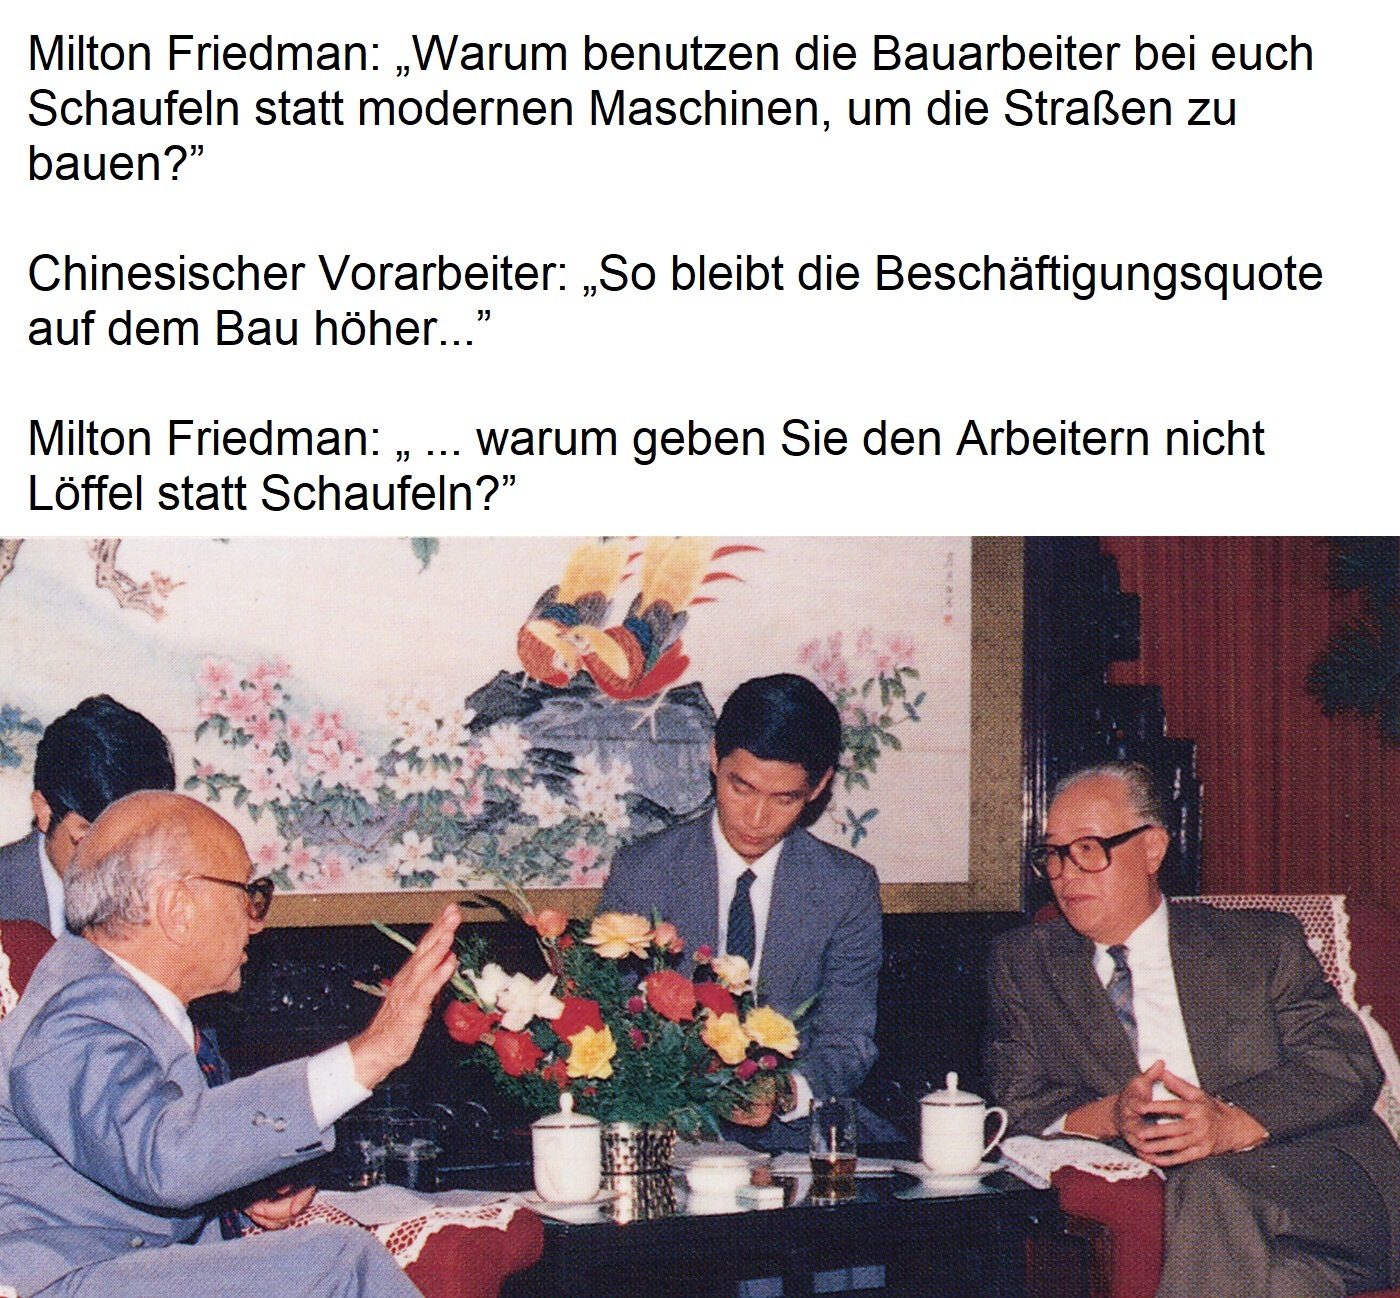 Milton Friedman: „Warum benutzen die Bauarbeiter bei euch
Schaufeln statt modernen Maschinen, um die Straßen zu
bauen?”
Chinesischer Vorarbeiter: „So bleibt die Beschäftigungsquote
auf dem Bau höher...”
Milton Friedman: „ ... warum geben Sie den Arbeitern nicht
Löffel statt Schaufeln?”